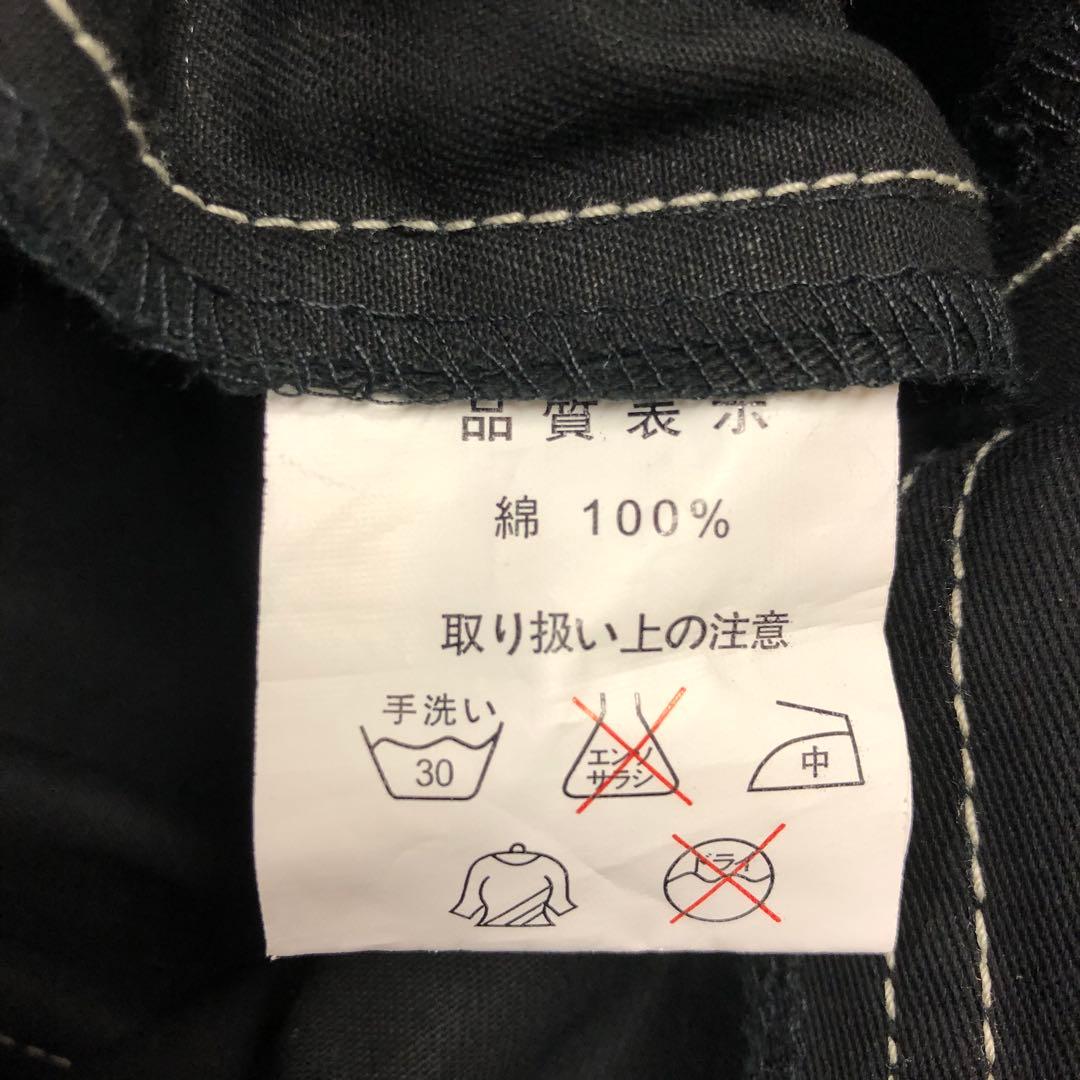 品質表示
綿 100%
取り扱い上の注意
手洗い
30
エンソ
サラシ
中
ドライ